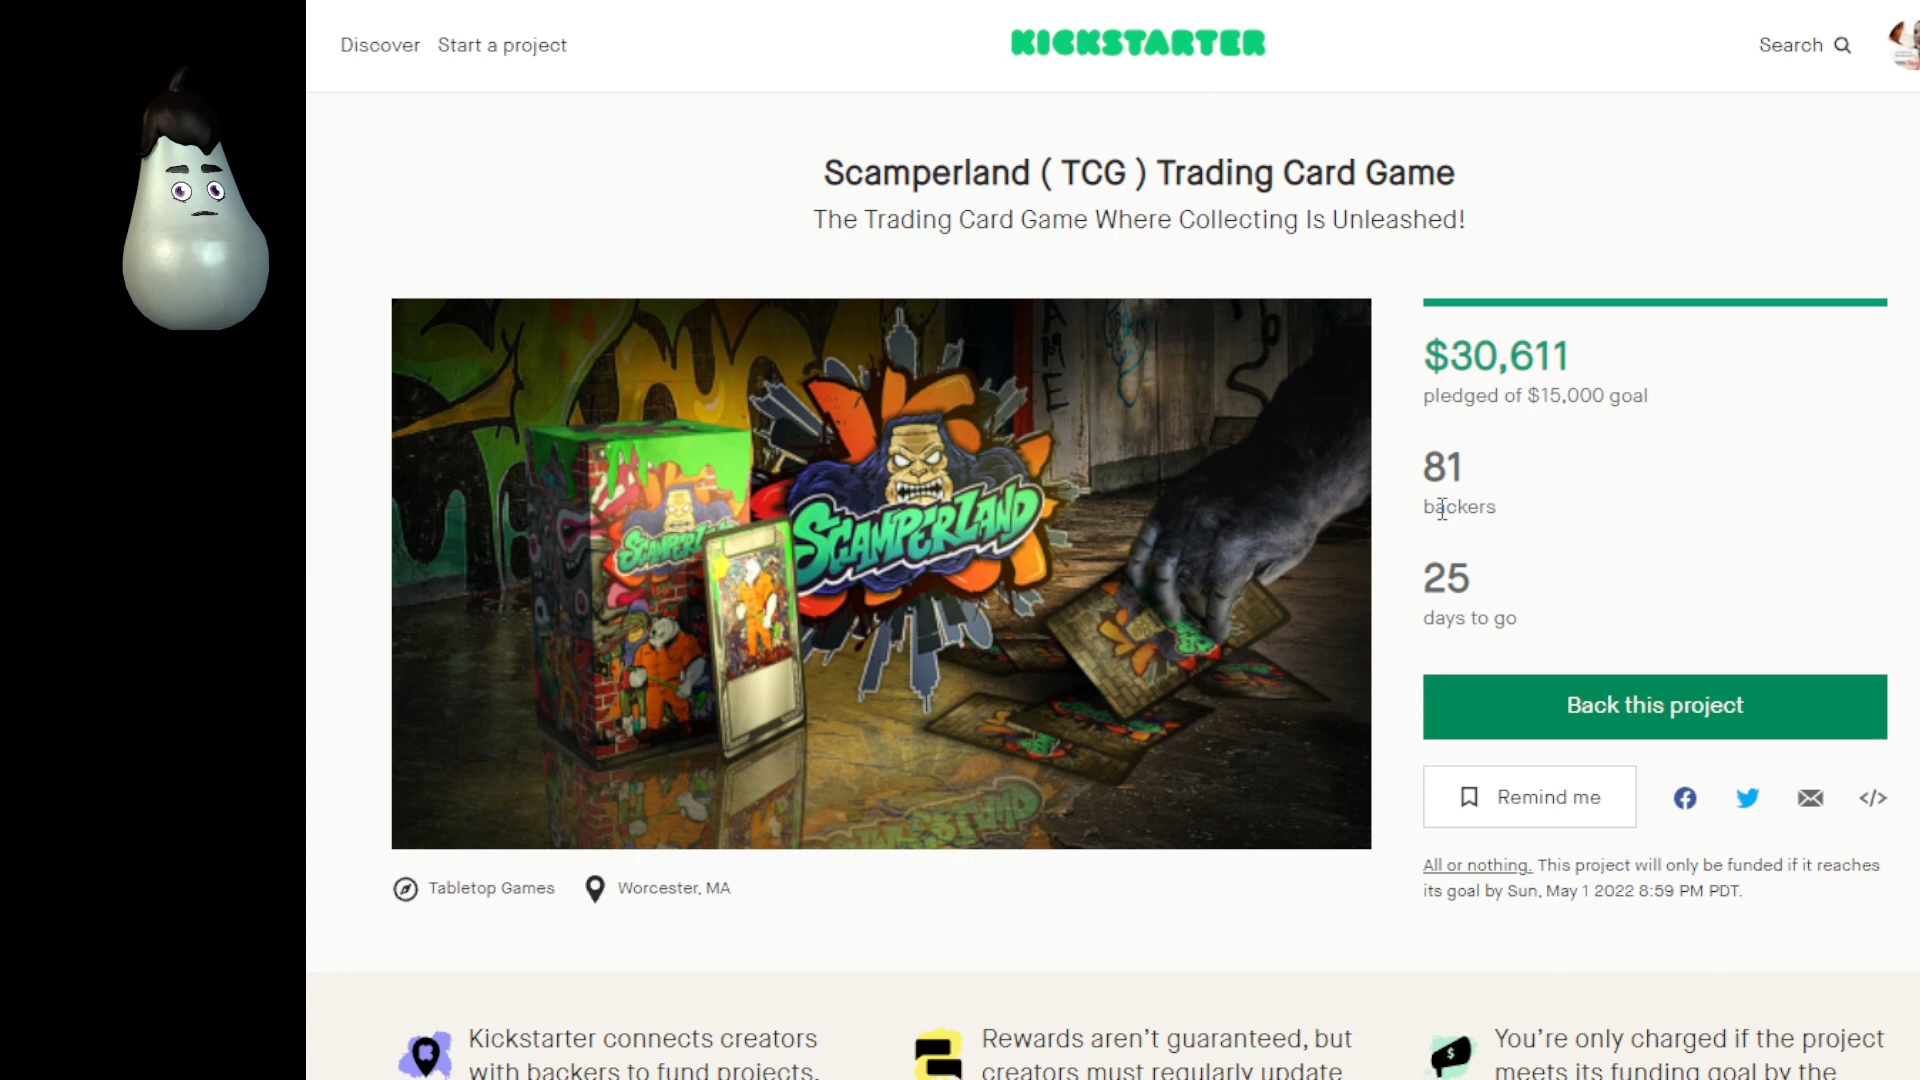 Discover Start a project
KICKSTARTER
Search
Scamperland ( TCG ) Trading Card Game
The Trading Card Game Where Collecting Is Unleashed!
SCAMPERLAND
$30,611
pledged of $15,000 goal
81
backers
25
days to go
Back this project
Remind me
All or nothing. This project will only be funded if it reaches
its goal by Sun, May 1 2022 8:59 PM PDT.
Tabletop Games Worcester, MA
Kickstarter connects creators
with backers to fund projects.
Rewards aren't guaranteed, but
creators must regularly update
You're only charged if the project
meets its funding goal by the